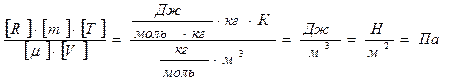 [R]·[m]·[T] / [μ]·[V] = (Дж / моль·кг · кг · К) / (кг / моль · м³) = Дж / м³ = Н / м² = Па